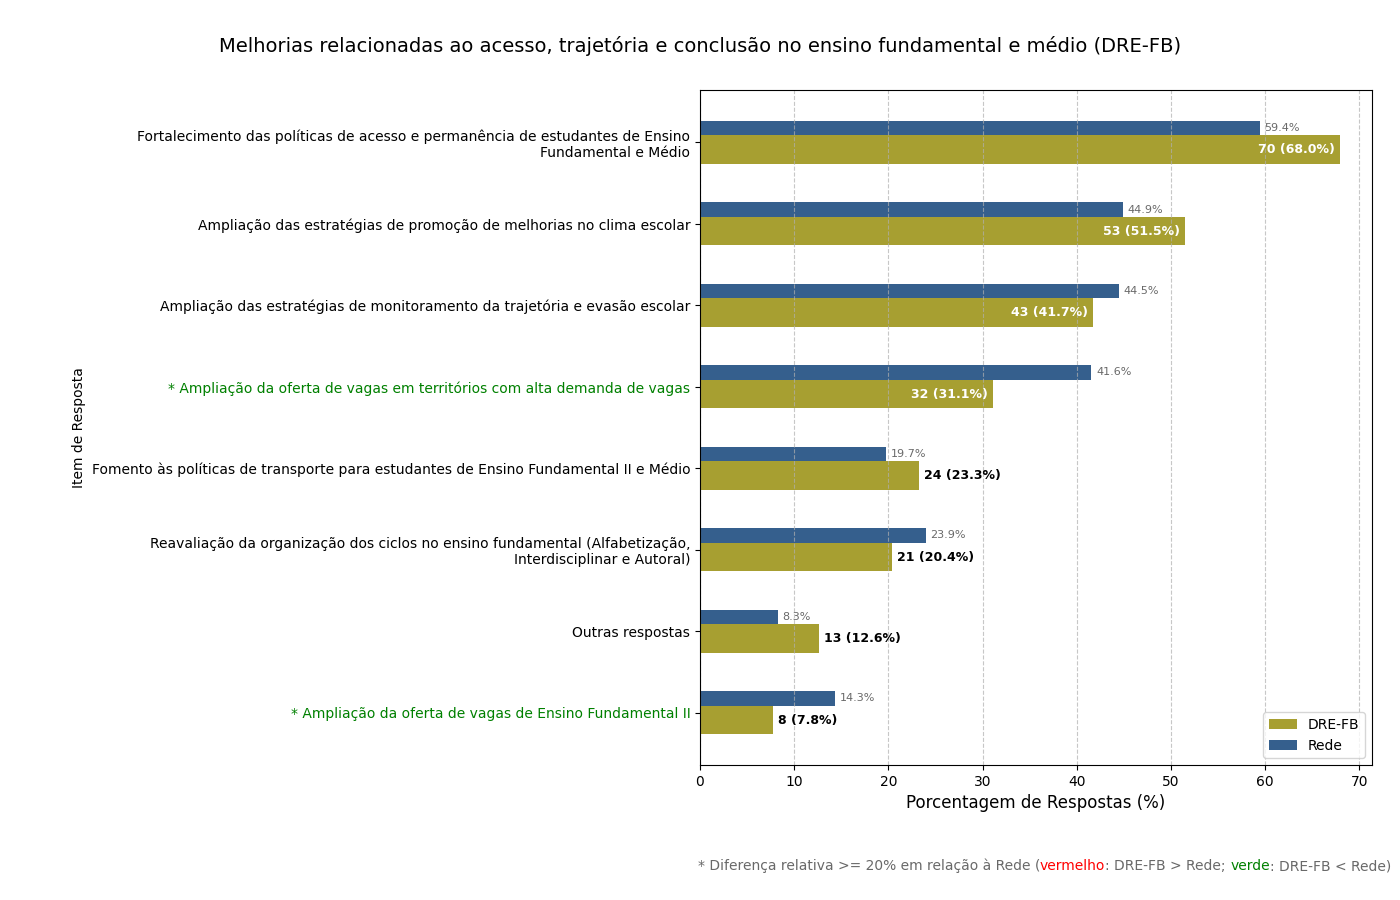 Melhorias relacionadas ao acesso, trajetória e conclusão no ensino fundamental e médio (DRE-FB)
Fortalecimento das políticas de acesso e permanência de estudantes de Ensino
Fundamental e Médio
59.4%
70 (68.0%)
Ampliação das estratégias de promoção de melhorias no clima escolar
44.9%
53 (51.5%)
Ampliação das estratégias de monitoramento da trajetória e evasão escolar
44.5%
43 (41.7%)
* Ampliação da oferta de vagas em territórios com alta demanda de vagas
41.6%
32 (31.1%)
Item de Resposta
Fomento às políticas de transporte para estudantes de Ensino Fundamental II e Médio
19.7%
24 (23.3%)
Reavaliação da organização dos ciclos no ensino fundamental (Alfabetização,
Interdisciplinar e Autoral)
23.9%
21 (20.4%)
Outras respostas
8.3%
13 (12.6%)
* Ampliação da oferta de vagas de Ensino Fundamental II
14.3%
8 (7.8%)
DRE-FB
Rede
0 10 20 30 40 50 60 70
Porcentagem de Respostas (%)
* Diferença relativa >= 20% em relação à Rede (vermelho: DRE-FB > Rede; verde: DRE-FB < Rede)